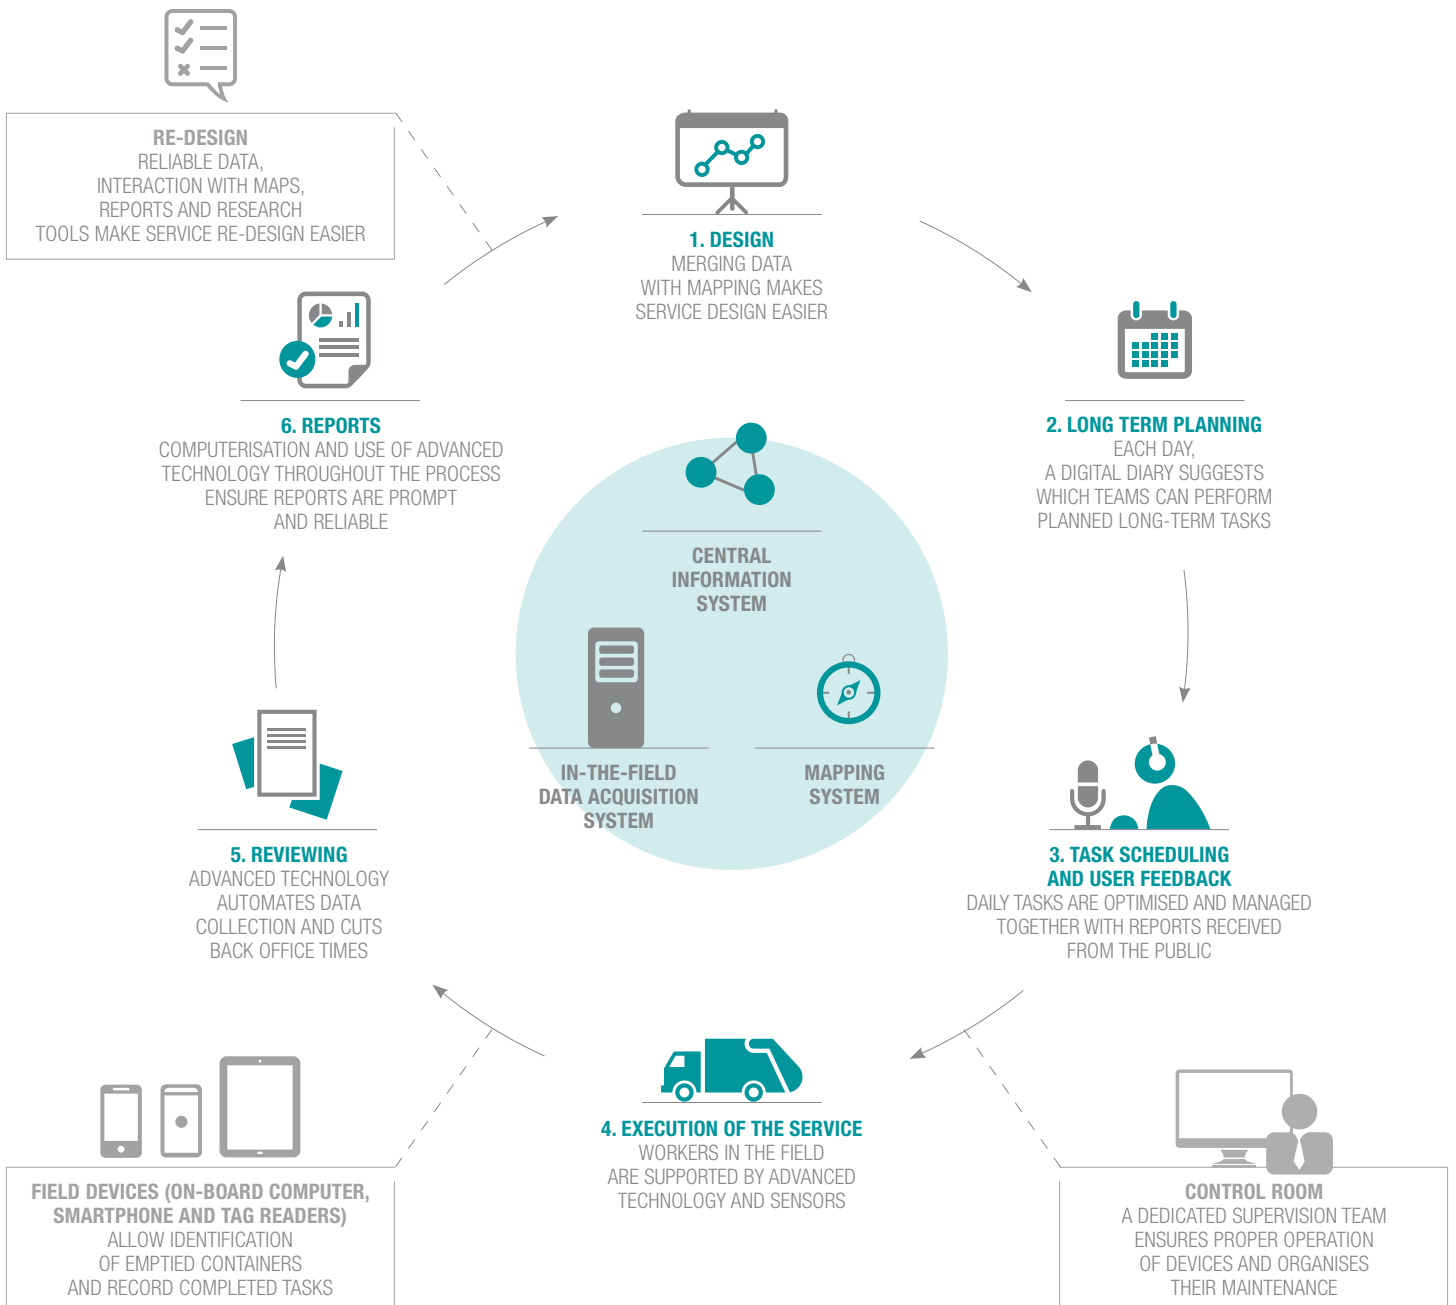 RE-DESIGN
RELIABLE DATA,
INTERACTION WITH MAPS,
REPORTS AND RESEARCH
TOOLS MAKE SERVICE RE-DESIGN EASIER
1. DESIGN
MERGING DATA
WITH MAPPING MAKES
SERVICE DESIGN EASIER
2. LONG TERM PLANNING
EACH DAY,
A DIGITAL DIARY SUGGESTS
WHICH TEAMS CAN PERFORM
PLANNED LONG-TERM TASKS
3. TASK SCHEDULING
AND USER FEEDBACK
DAILY TASKS ARE OPTIMISED AND MANAGED
TOGETHER WITH REPORTS RECEIVED
FROM THE PUBLIC
CONTROL ROOM
A DEDICATED SUPERVISION TEAM
ENSURES PROPER OPERATION
OF DEVICES AND ORGANISES
THEIR MAINTENANCE
4. EXECUTION OF THE SERVICE
WORKERS IN THE FIELD
ARE SUPPORTED BY ADVANCED
TECHNOLOGY AND SENSORS
FIELD DEVICES (ON-BOARD COMPUTER,
SMARTPHONE AND TAG READERS)
ALLOW IDENTIFICATION
OF EMPTIED CONTAINERS
AND RECORD COMPLETED TASKS
5. REVIEWING
ADVANCED TECHNOLOGY
AUTOMATES DATA
COLLECTION AND CUTS
BACK OFFICE TIMES
6. REPORTS
COMPUTERISATION AND USE OF ADVANCED
TECHNOLOGY THROUGHOUT THE PROCESS
ENSURE REPORTS ARE PROMPT
AND RELIABLE
CENTRAL
INFORMATION
SYSTEM
IN-THE-FIELD
DATA ACQUISITION
SYSTEM
MAPPING
SYSTEM